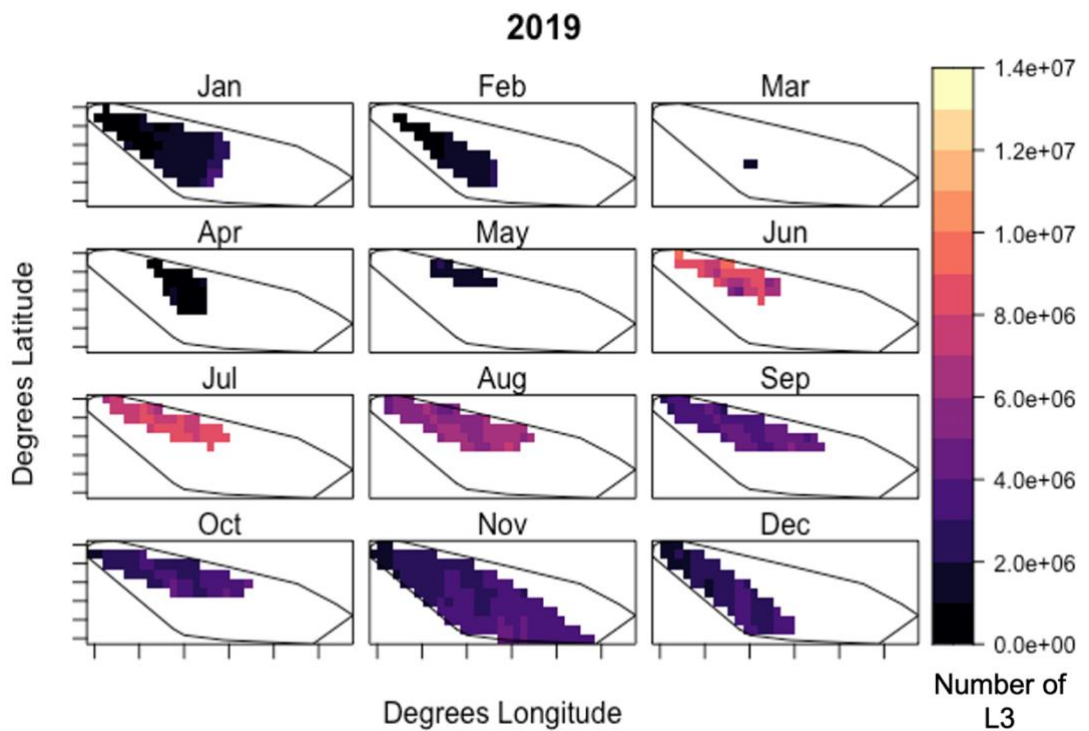 2019
Jan Feb Mar
Apr May Jun
Jul Aug Sep
Oct Nov Dec
Degrees Latitude
Degrees Longitude
1.4e+07
1.2e+07
1.0e+07
8.0e+06
6.0e+06
4.0e+06
2.0e+06
0.0e+00
Number of
L3